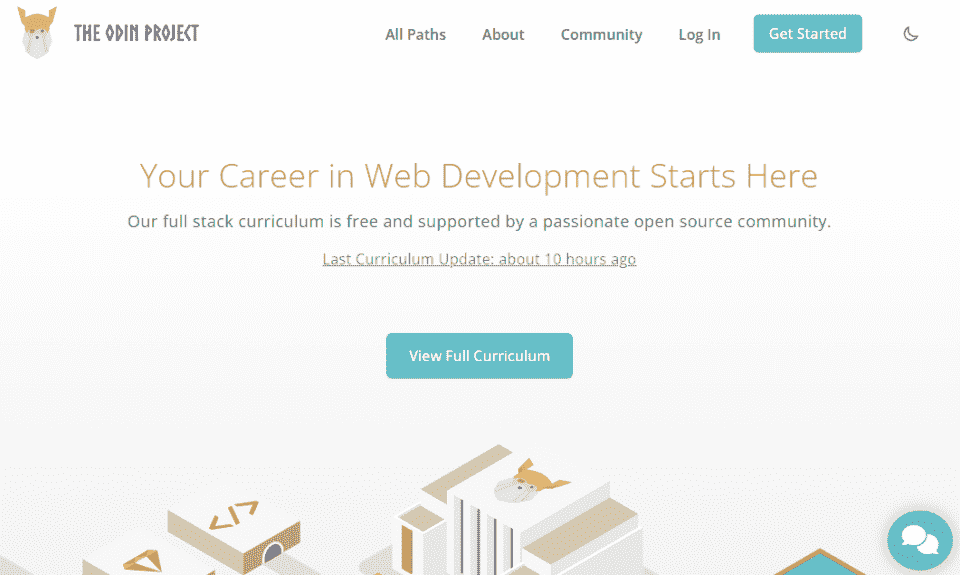 THE ODIN PROJECT
All Paths
About
Community
Log In
Get Started
Your Career in Web Development Starts Here
Our full stack curriculum is free and supported by a passionate open source community.
Last Curriculum Update: about 10 hours ago
View Full Curriculum
</>